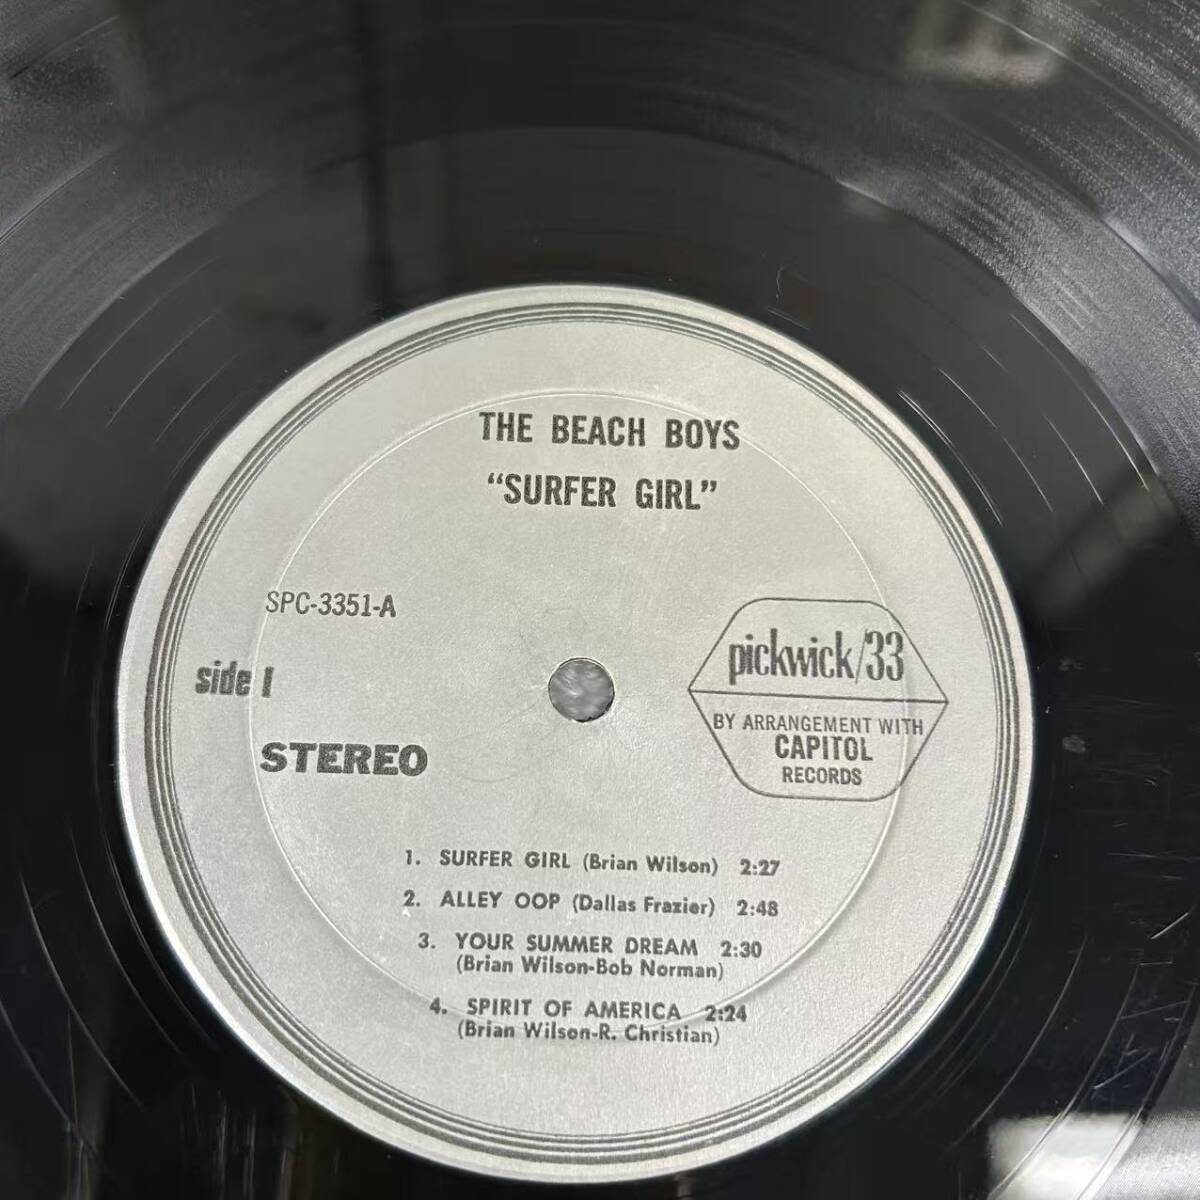 THE BEACH BOYS
“SURFER GIRL”
SPC-3351-A
side 1
STEREO
pickwick/33
BY ARRANGEMENT WITH
CAPITOL
RECORDS
1. SURFER GIRL (Brian Wilson) 2:27
2. ALLEY OOP (Dallas Frazier) 2:48
3. YOUR SUMMER DREAM 2:30
(Brian Wilson-Bob Norman)
4. SPIRIT OF AMERICA 2:24
(Brian Wilson-R. Christian)